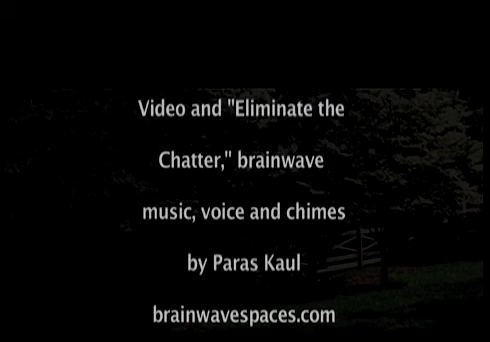 Video and "Eliminate the
Chatter," brainwave
music, voice and chimes
by Paras Kaul
brainwavespaces.com